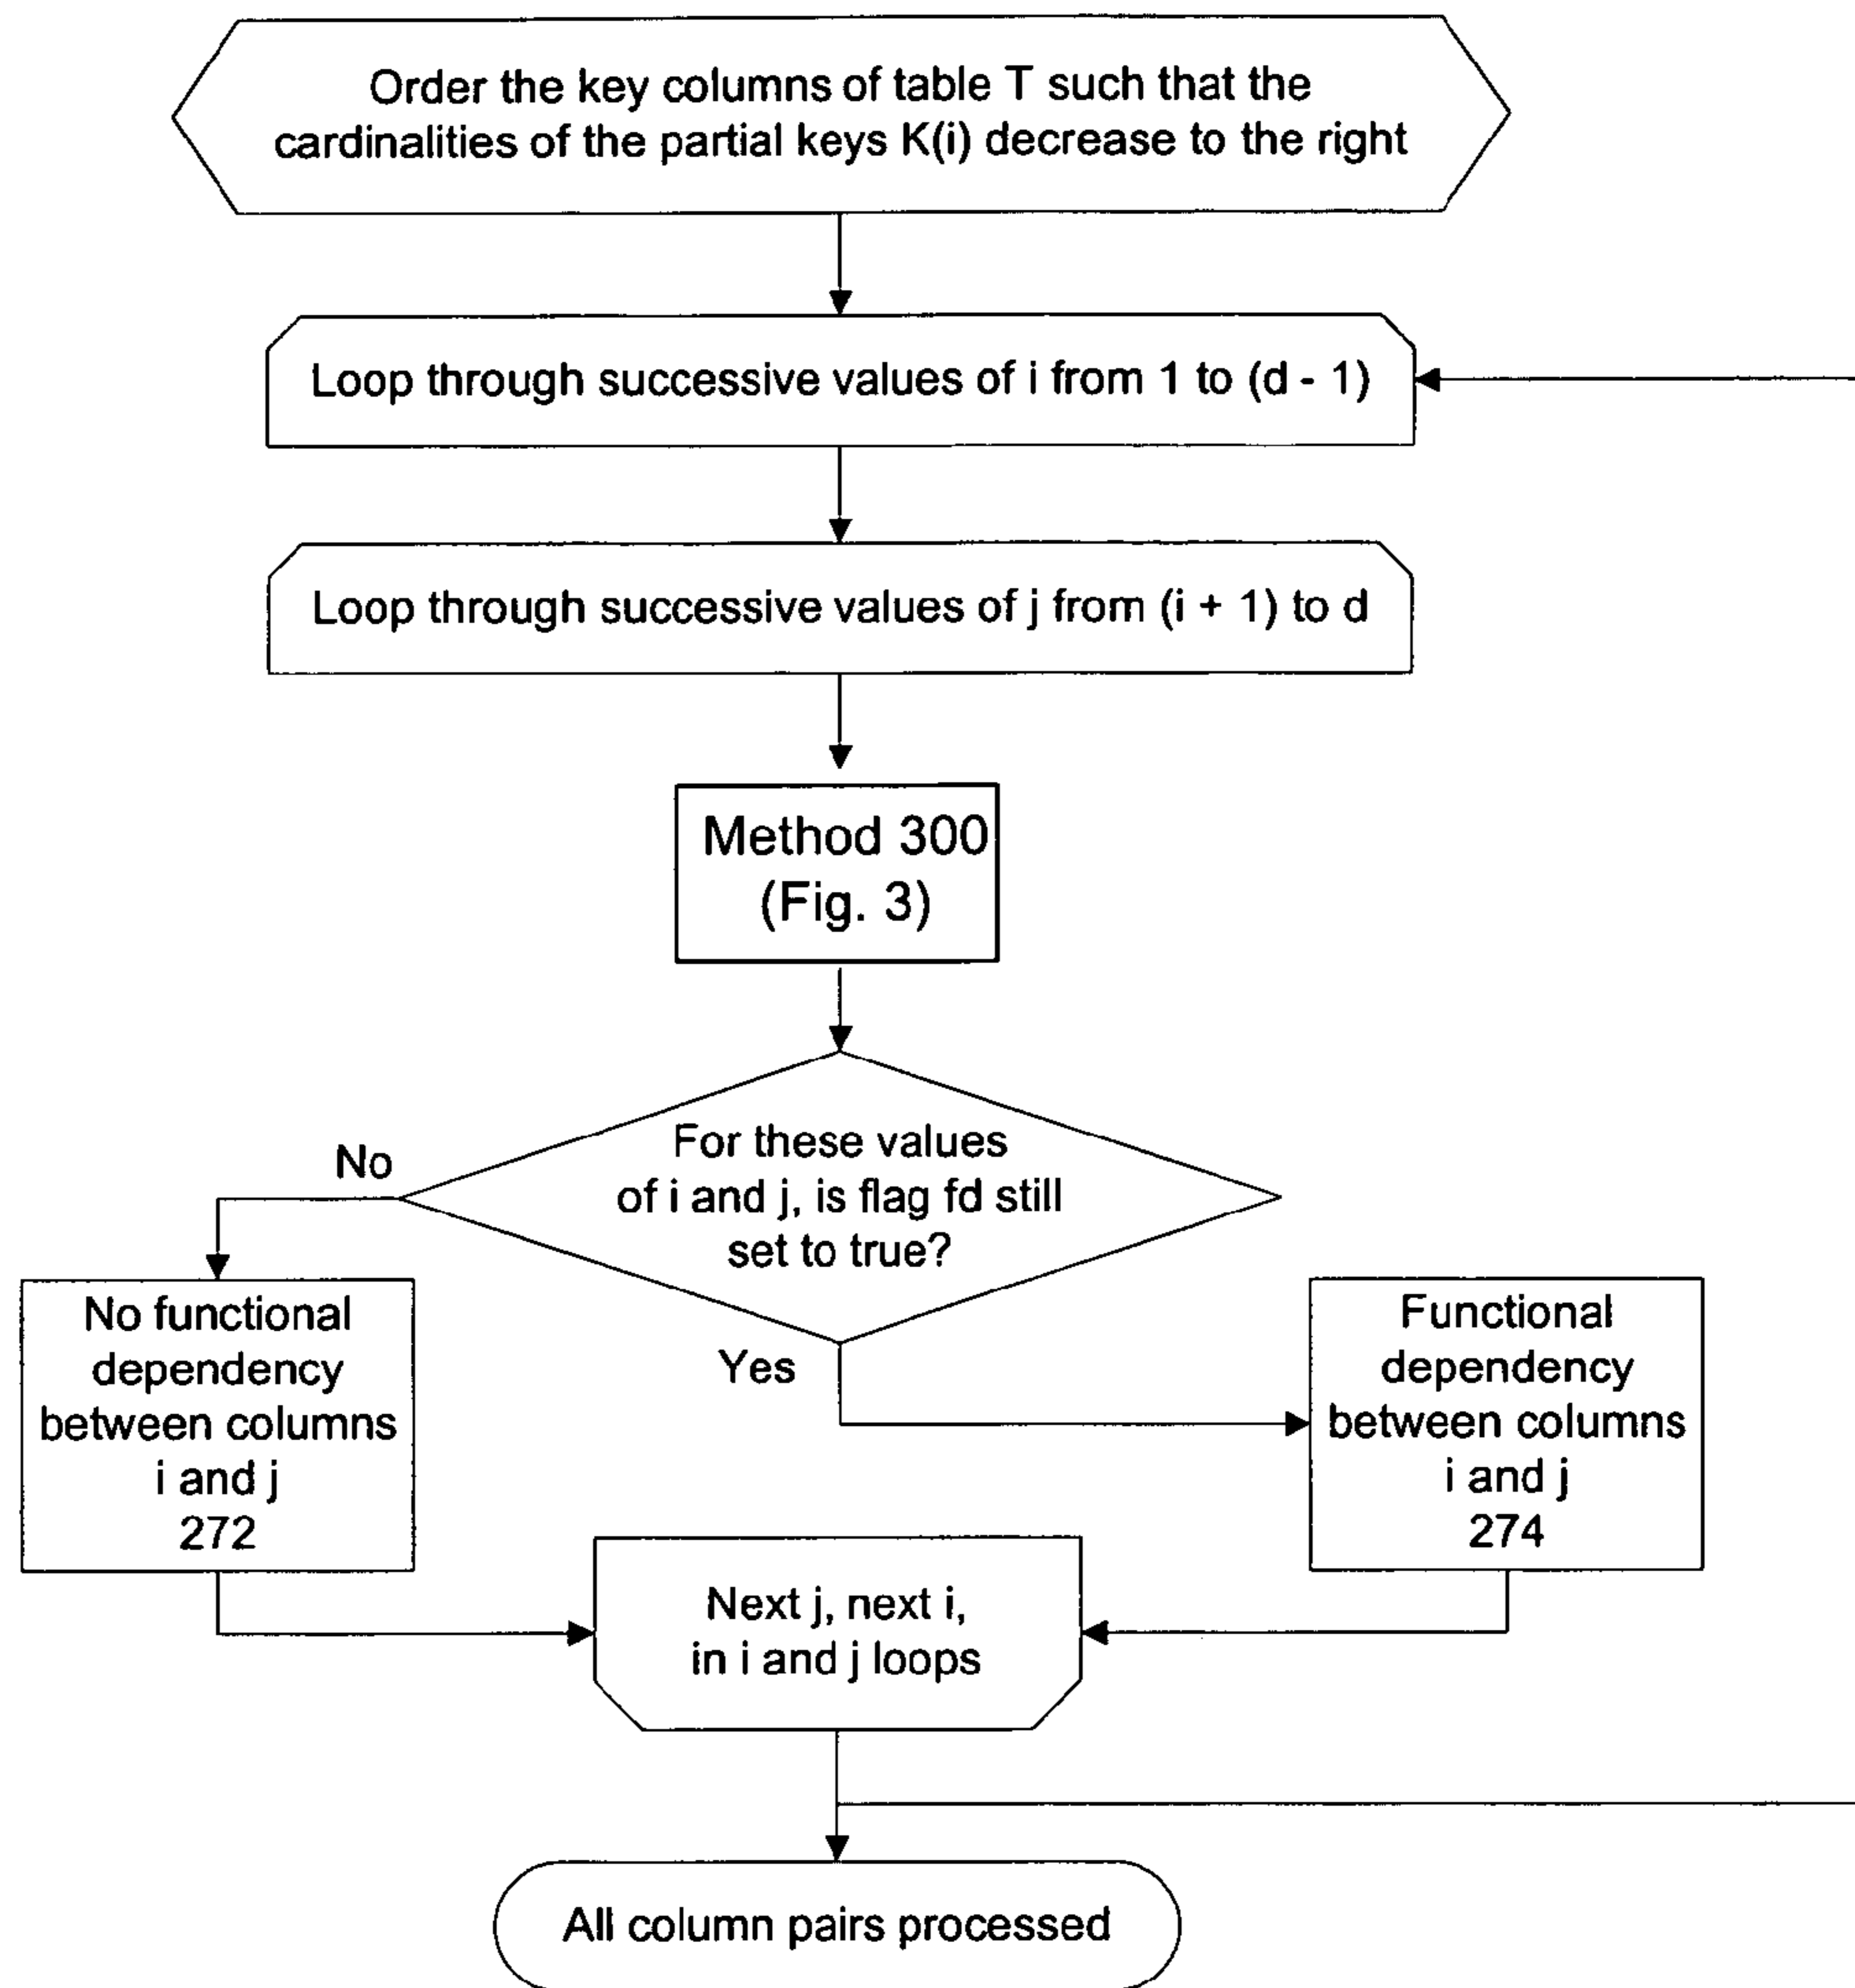 Order the key columns of table T such that the
cardinalities of the partial keys K(i) decrease to the right
Loop through successive values of i from 1 to (d - 1)
Loop through successive values of j from (i + 1) to d
Method 300
(Fig. 3)
For these values
of i and j, is flag fd still
set to true?
No
Yes
No functional
dependency
between columns
i and j
272
Functional
dependency
between columns
i and j
274
Next j, next i,
in i and j loops
All column pairs processed